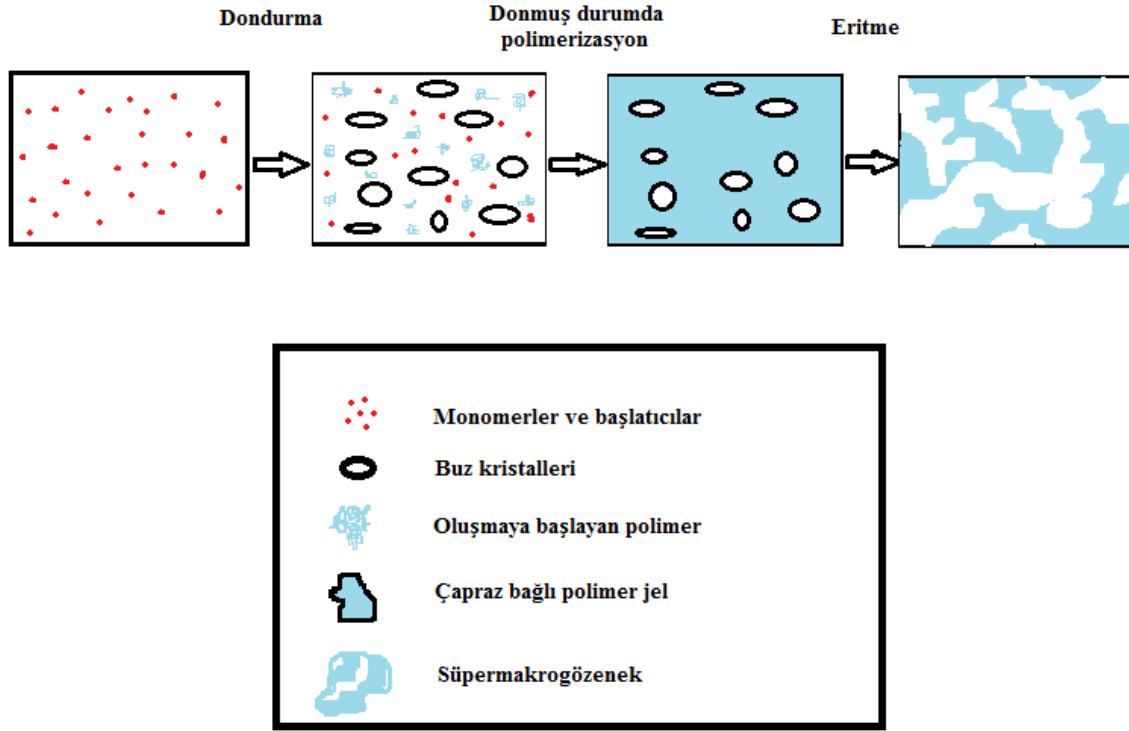 Dondurma
Donmuş durumda
polimerizasyon
Eritme
Monomerler ve başlatıcılar
Buz kristalleri
Oluşmaya başlayan polimer
Çapraz bağlı polimer jel
Süpermakrogözenek